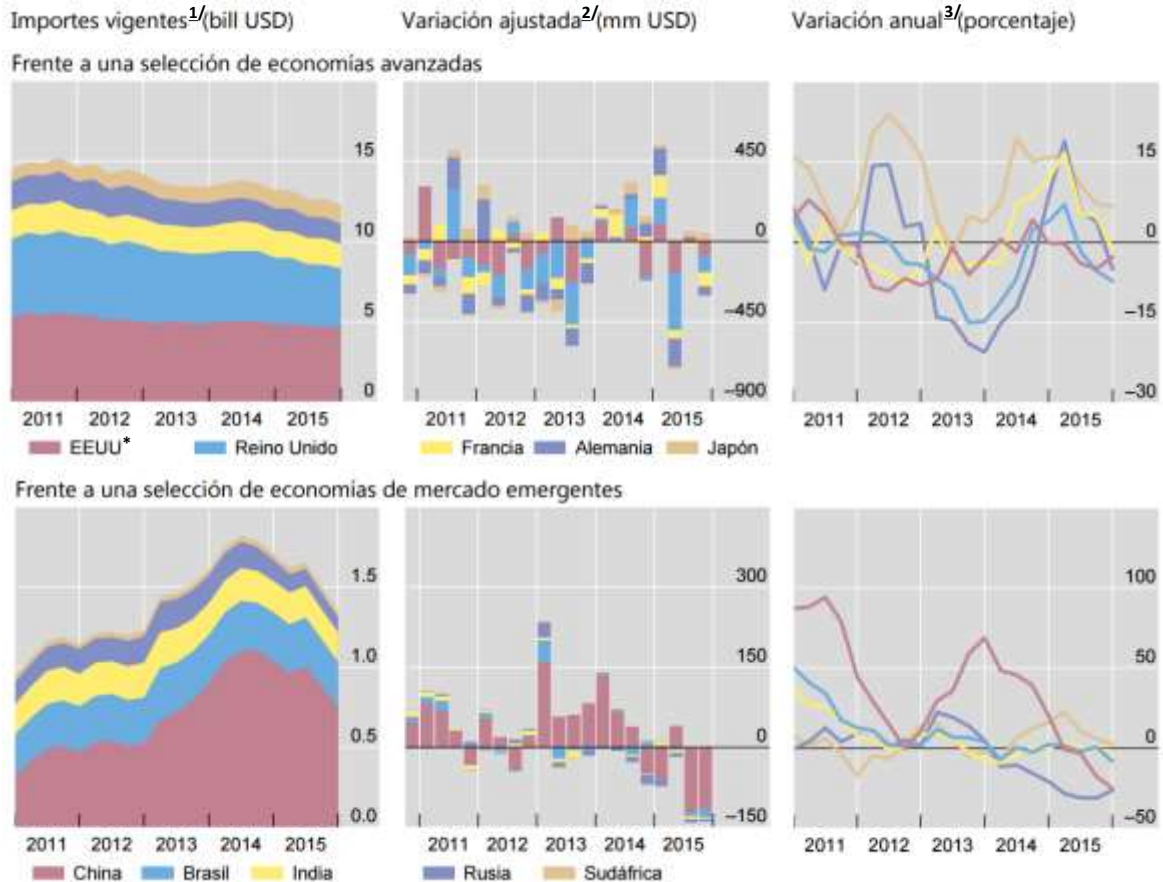 Importes vigentes1/(bill USD) Variación ajustada2/(mm USD) Variación anual3/(porcentaje)
Frente a una selección de economías avanzadas
15 450 15
10 0 0
5 –450 –15
0 –900 –30
2011 2012 2013 2014 2015 2011 2012 2013 2014 2015 2011 2012 2013 2014 2015
EEUU* Reino Unido Francia Alemania Japón
Frente a una selección de economías de mercado emergentes
1.5 300 100
1.0 150 50
0.5 0 0
0.0 –150 –50
2011 2012 2013 2014 2015 2011 2012 2013 2014 2015 2011 2012 2013 2014 2015
China Brasil India Rusia Sudáfrica